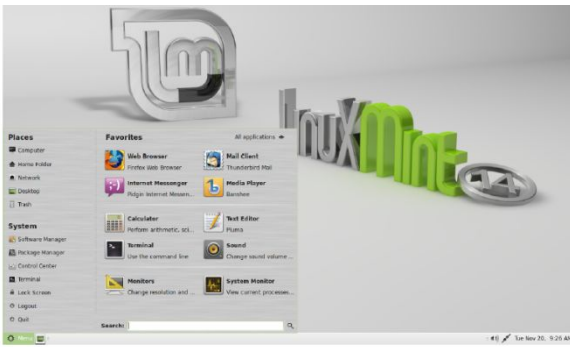 linuxMint
14
Places
Computer
Home Folder
Network
Desktop
Trash
System
Software Manager
Package Manager
Control Center
Terminal
Lock Screen
Logout
Quit
Favorites
All applications
Web Browser
Firefox Web Browser
Mail Client
Thunderbird Mail
Internet Messenger
Pidgin Internet Messen...
Media Player
Banshee
Calculator
Perform arithmetic, sci...
Text Editor
Pluma
Terminal
Use the command line
Sound
Change sound volume ...
Monitors
Change resolution and ...
System Monitor
View current processes...
Search:
Menu
Tue Nov 20, 9:26 AM